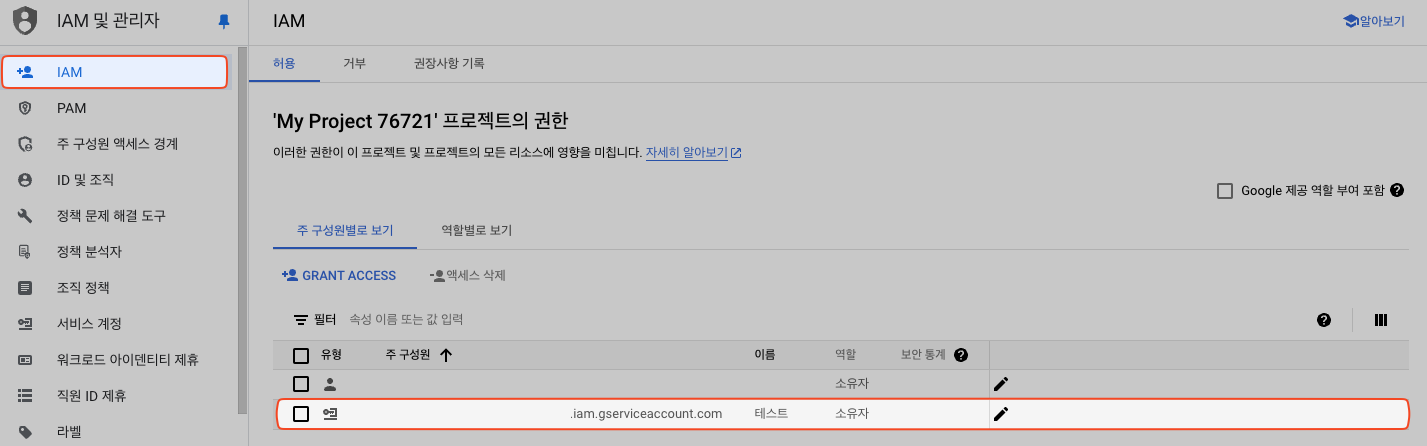 IAM 및 관리자
IAM
PAM
주 구성원 액세스 경계
ID 및 조직
정책 문제 해결 도구
정책 분석자
조직 정책
서비스 계정
워크로드 아이덴티티 제휴
직원 ID 제휴
라벨
IAM
알아보기
허용 거부 권장사항 기록
'My Project 76721' 프로젝트의 권한
이러한 권한이 이 프로젝트 및 프로젝트의 모든 리소스에 영향을 미칩니다. 자세히 알아보기
Google 제공 역할 부여 포함
주 구성원별로 보기 역할별로 보기
GRANT ACCESS 액세스 삭제
필터 속성 이름 또는 값 입력
유형 주 구성원 이름 역할 보안 통계
소유자
.iam.gserviceaccount.com 테스트 소유자